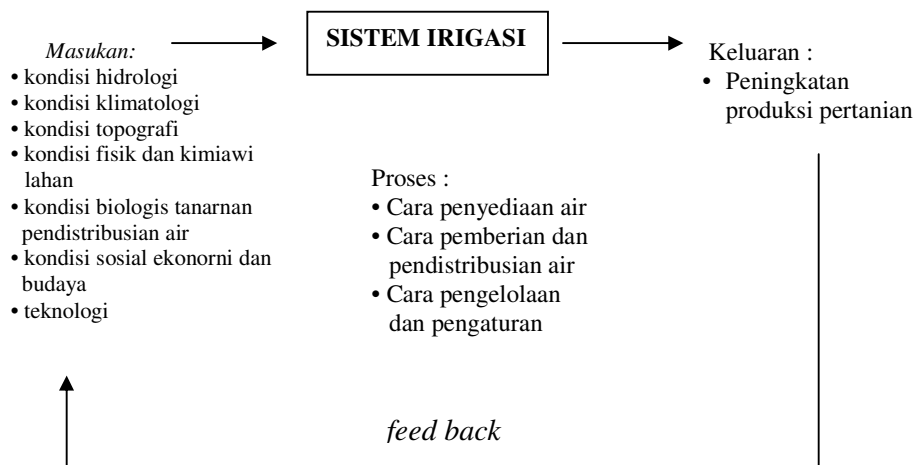 Masukan:
• kondisi hidrologi
• kondisi klimatologi
• kondisi topografi
• kondisi fisik dan kimiawi
lahan
• kondisi biologis tanarnan
pendistribusian air
• kondisi sosial ekonorni dan
budaya
• teknologi
SISTEM IRIGASI
Proses :
• Cara penyediaan air
• Cara pemberian dan
pendistribusian air
• Cara pengelolaan
dan pengaturan
Keluaran :
• Peningkatan
produksi pertanian
feed back